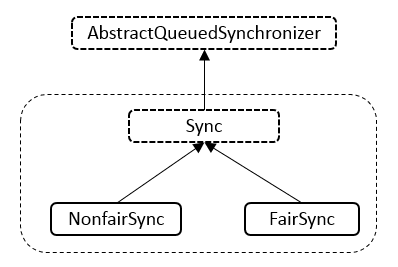 AbstractQueuedSynchronizer
Sync
NonfairSync
FairSync